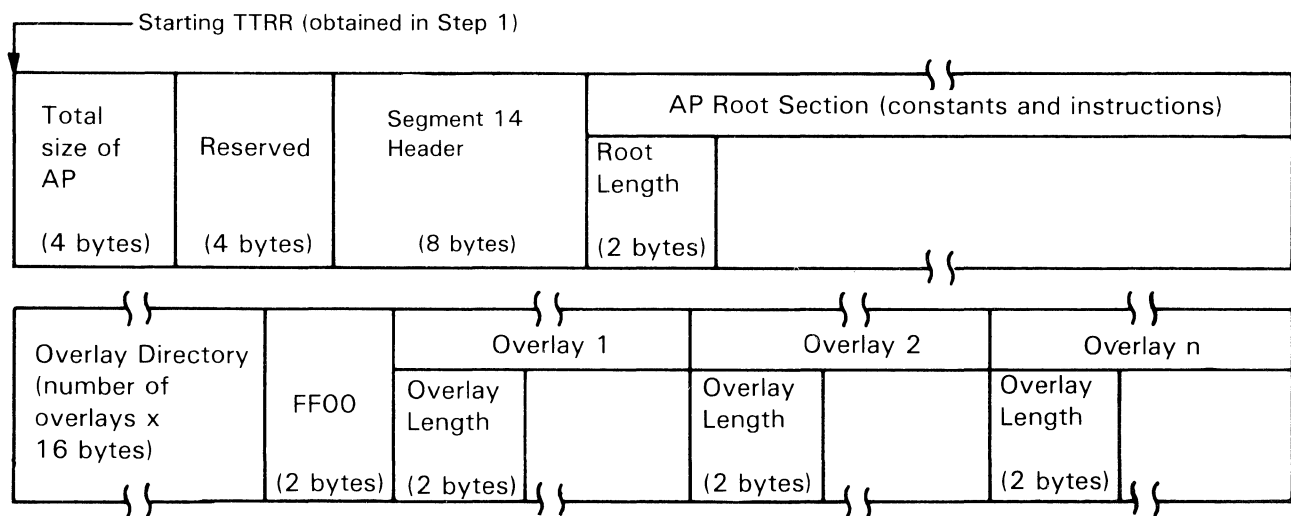 Starting TTRR (obtained in Step 1)
Total
size of
AP
(4 bytes)
Reserved
(4 bytes)
Segment 14
Header
(8 bytes)
AP Root Section (constants and instructions)
Root
Length
(2 bytes)
Overlay Directory
(number of
overlays x
16 bytes)
FF00
(2 bytes)
Overlay 1
Overlay
Length
(2 bytes)
Overlay 2
Overlay
Length
(2 bytes)
Overlay n
Overlay
Length
(2 bytes)